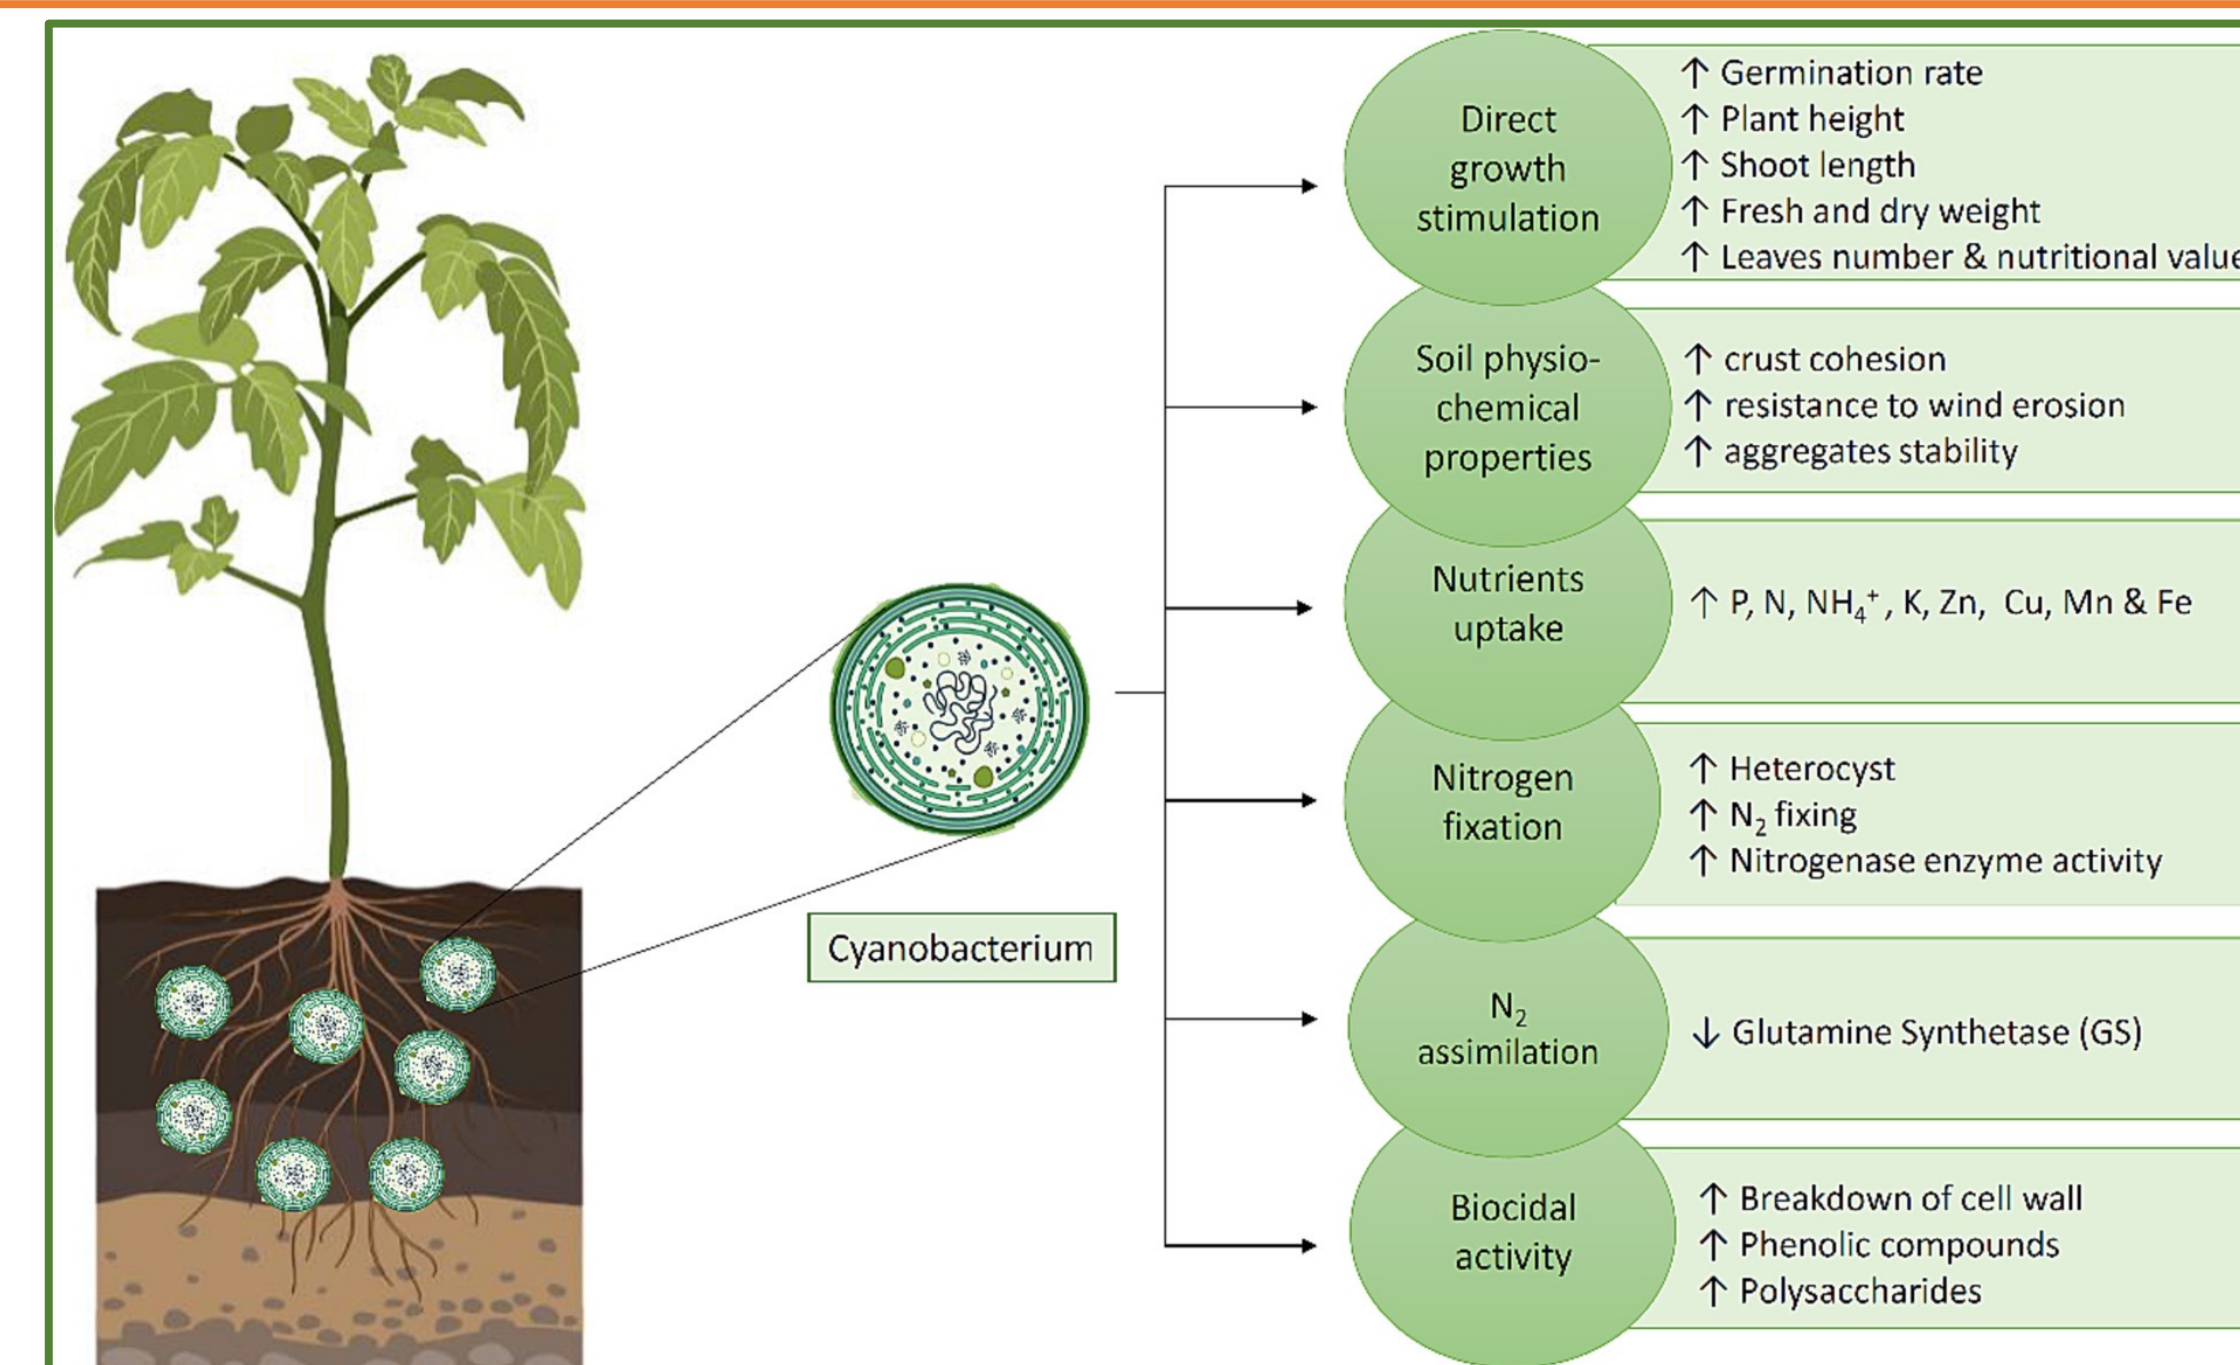 Direct
growth
stimulation
↑ Germination rate
↑ Plant height
↑ Shoot length
↑ Fresh and dry weight
↑ Leaves number & nutritional value
Soil physio-
chemical
properties
↑ crust cohesion
↑ resistance to wind erosion
↑ aggregates stability
Nutrients
uptake
↑ P, N, NH₄⁺, K, Zn, Cu, Mn & Fe
Nitrogen
fixation
↑ Heterocyst
↑ N₂ fixing
↑ Nitrogenase enzyme activity
Cyanobacterium
N₂
assimilation
↓ Glutamine Synthetase (GS)
Biocidal
activity
↑ Breakdown of cell wall
↑ Phenolic compounds
↑ Polysaccharides